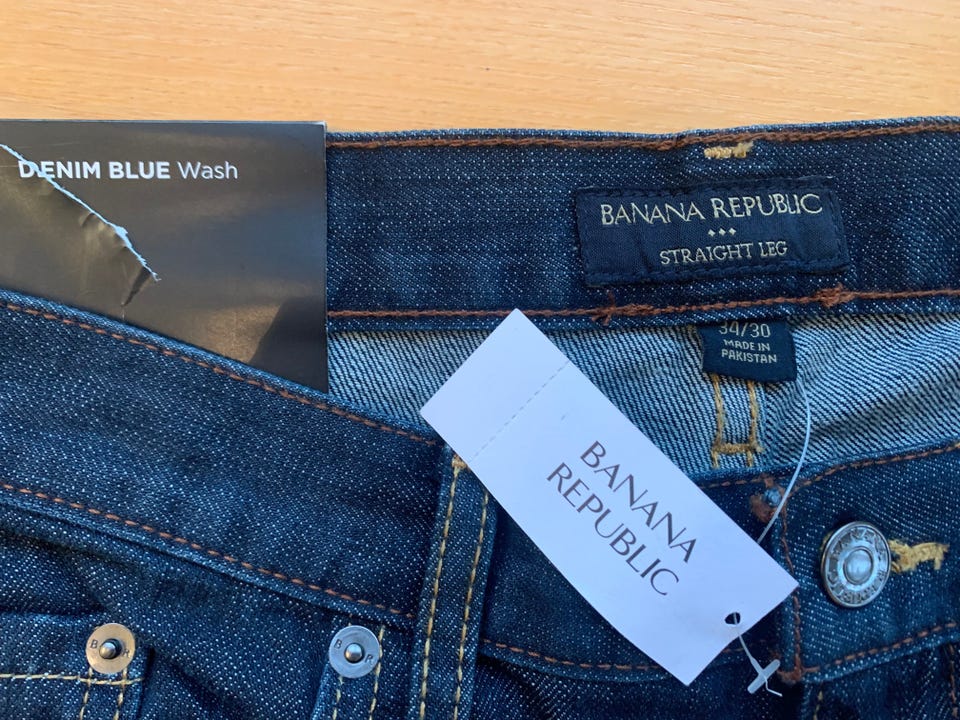 DENIM BLUE Wash
BANANA REPUBLIC
STRAIGHT LEG
34/30
MADE IN
PAKISTAN
BANANA
REPUBLIC
B R
B R